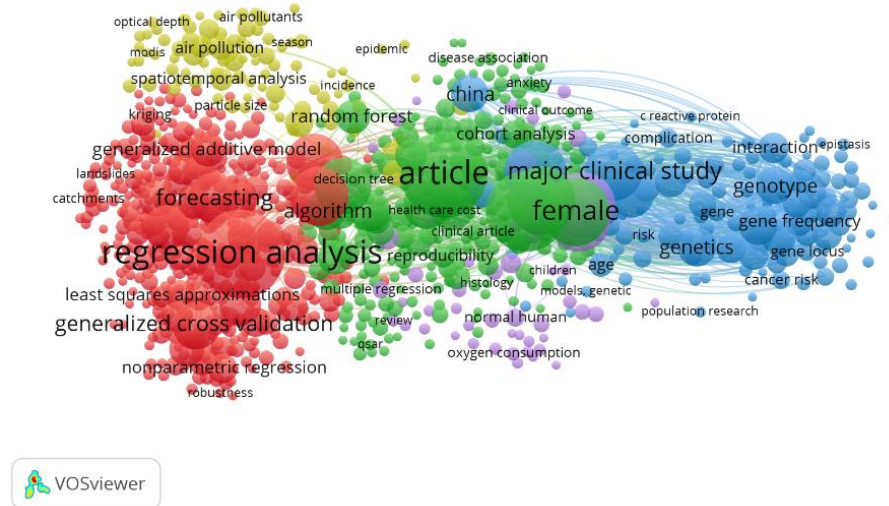 optical depth
air pollutants
modis
air pollution
season
epidemic
disease association
spatiotemporal analysis
incidence
anxiety
china
kriging
particle size
random forest
clinical outcome
c reactive protein
cohort analysis
complication
interaction
epistasis
generalized additive model
landslides
decision tree
article
major clinical study
genotype
catchments
forecasting
algorithm
health care cost
female
gene
gene frequency
clinical article
risk
genetics
gene locus
regression analysis
reproducibility
children
age
cancer risk
least squares approximations
multiple regression
histology
models, genetic
population research
generalized cross validation
review
normal human
qsar
oxygen consumption
nonparametric regression
robustness
VOSviewer